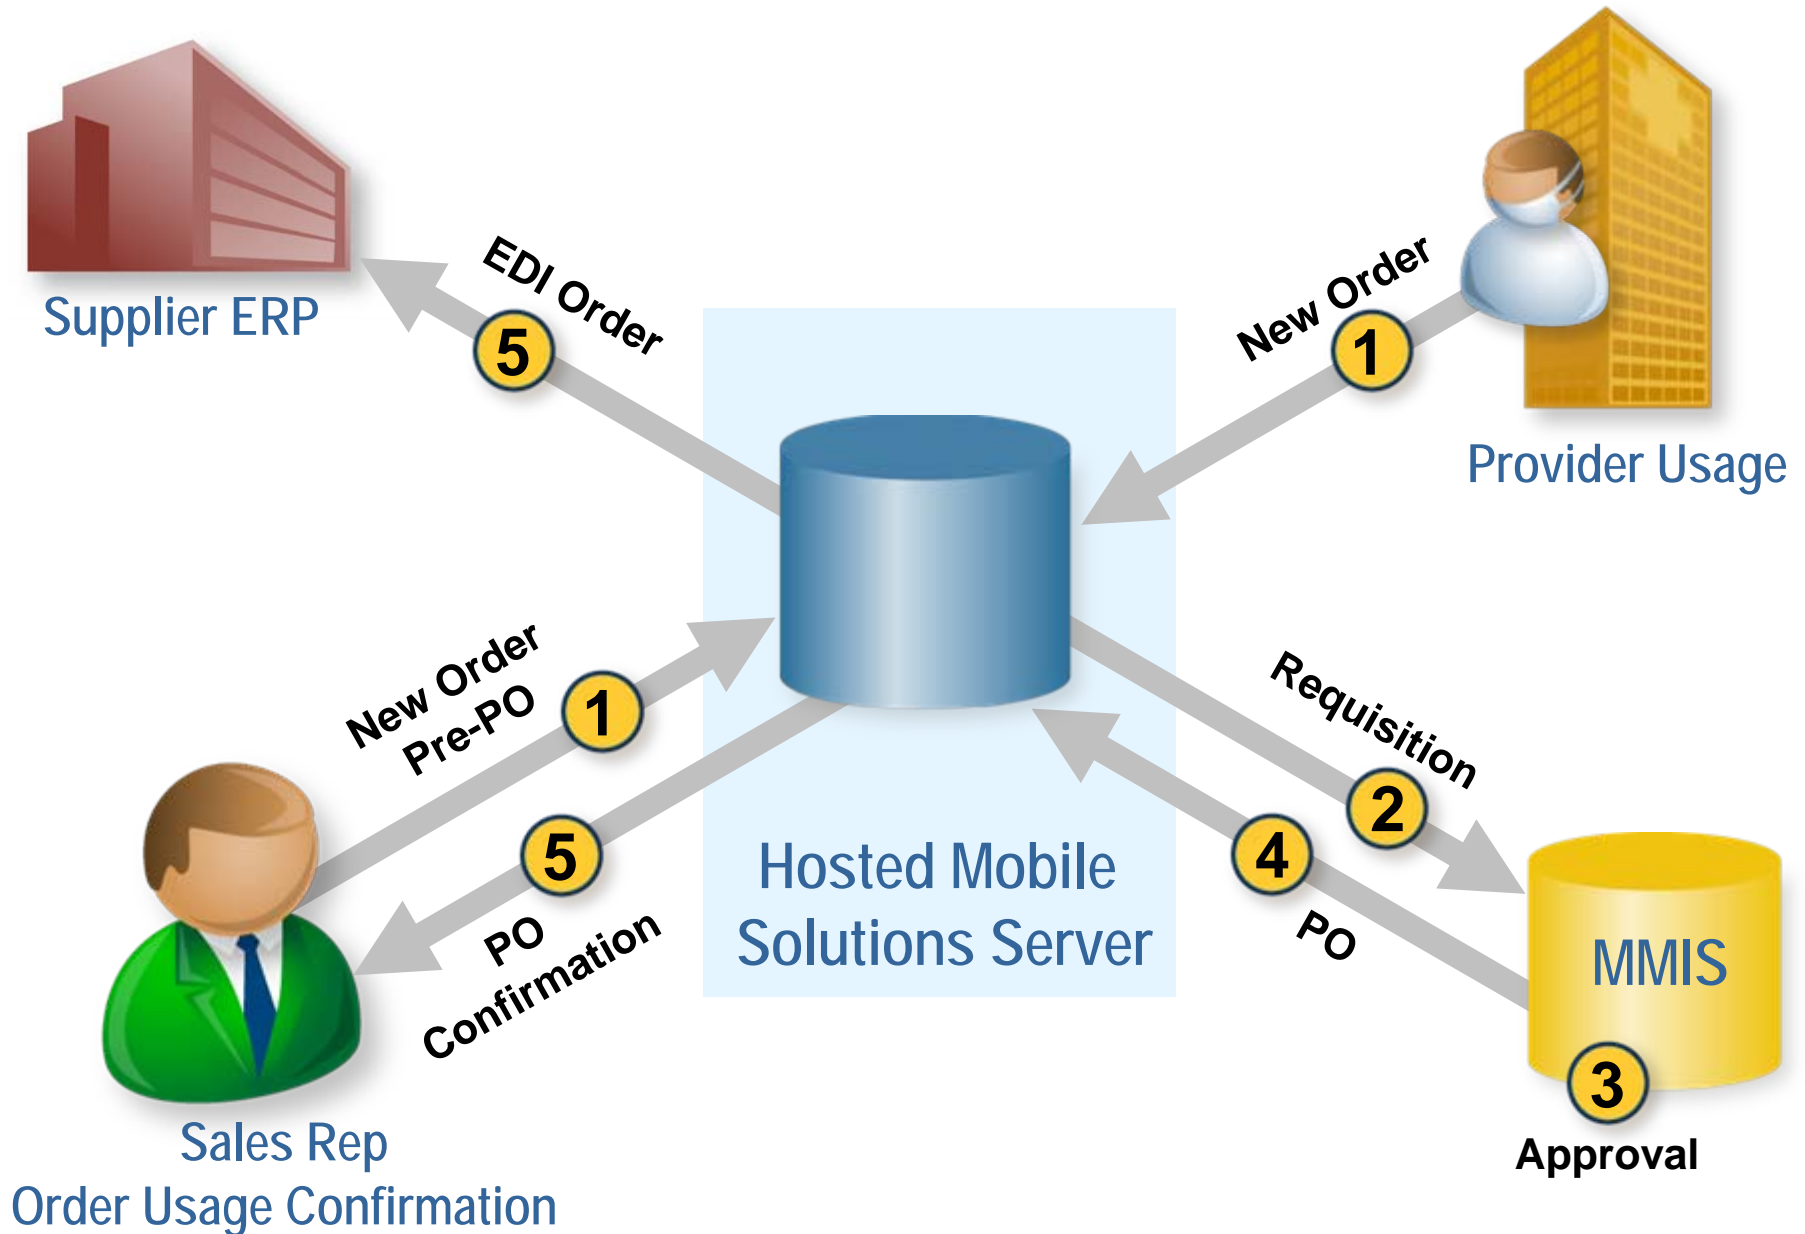 EDI Order
5
Supplier ERP
New Order
1
Provider Usage
New Order
Pre-PO
1
5
PO
Confirmation
Hosted Mobile
Solutions Server
Requisition
2
4
PO
MMIS
3
Approval
Sales Rep
Order Usage Confirmation